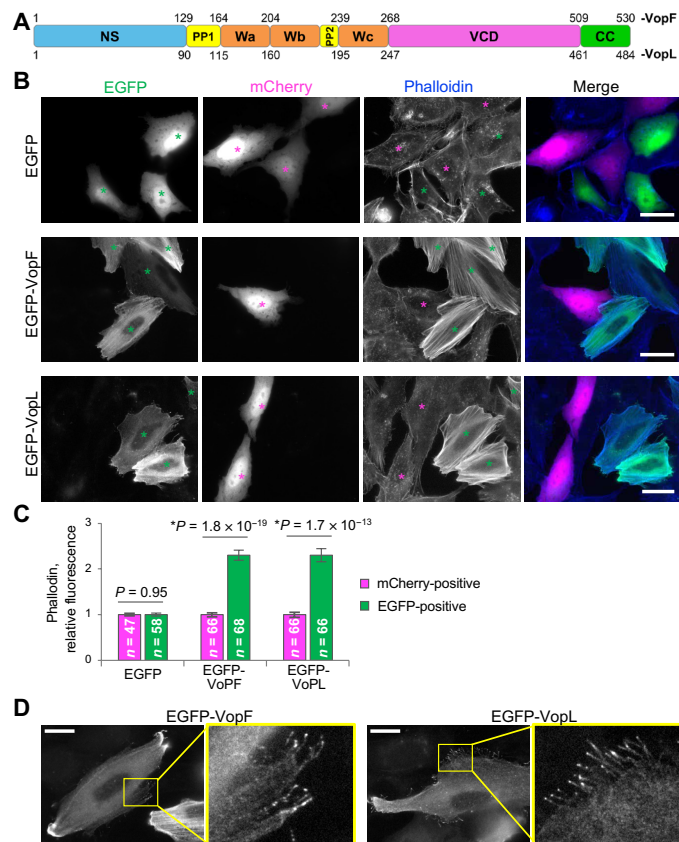 A
1 129 164 204 239 268 509 530 -VopF
NS PP1 Wa Wb PP2 Wc VCD CC
1 90 115 160 195 247 461 484 -VopL
B
EGFP mCherry Phalloidin Merge
EGFP
EGFP-VopF
EGFP-VopL
C
Phallodin,
relative fluorescence
3
2
1
0
P = 0.95
*P = 1.8 × 10⁻¹⁹
*P = 1.7 × 10⁻¹³
n = 47
n = 58
n = 66
n = 68
n = 66
n = 66
EGFP
EGFP-
VoPF
EGFP-
VoPL
mCherry-positive
EGFP-positive
D
EGFP-VopF EGFP-VopL